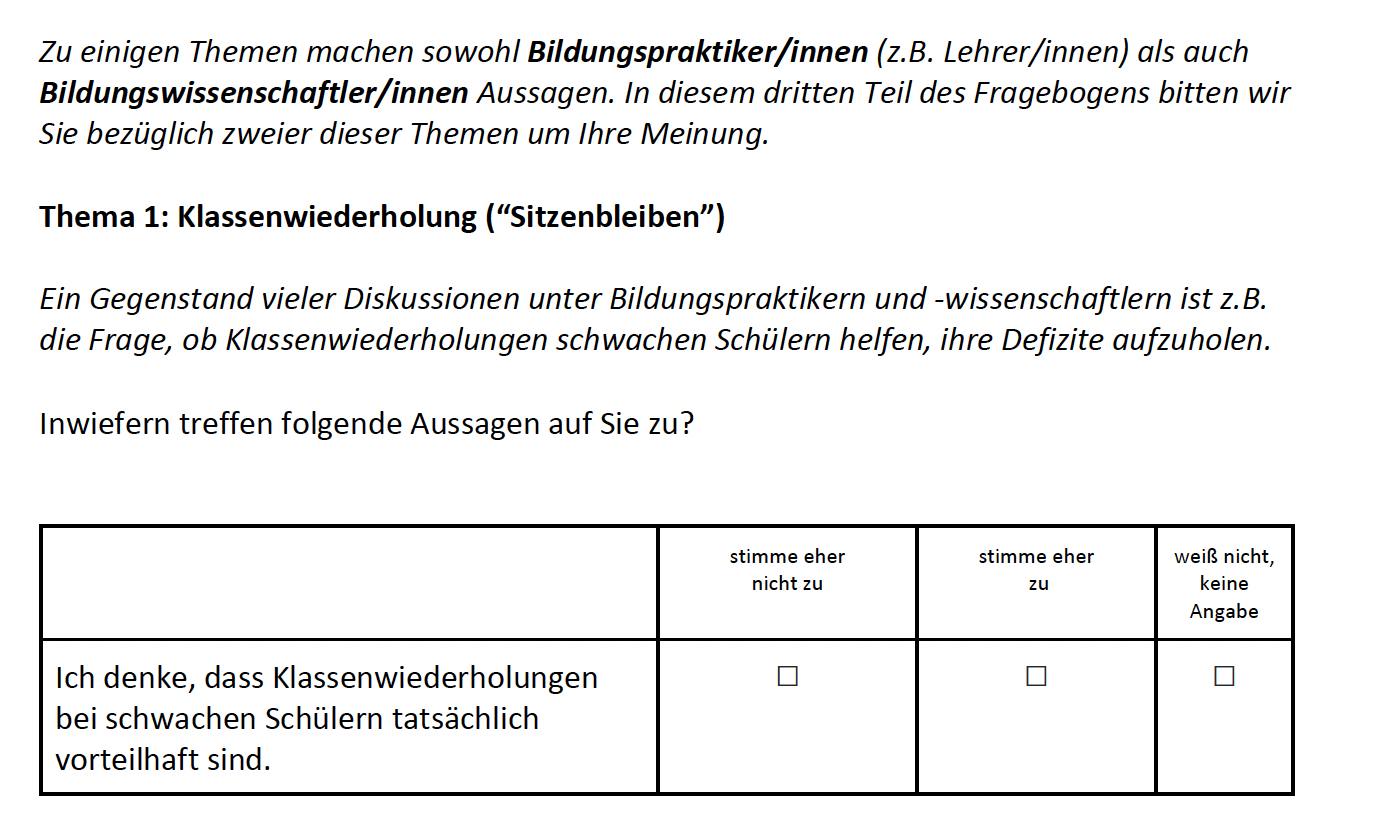 Zu einigen Themen machen sowohl Bildungspraktiker/innen (z.B. Lehrer/innen) als auch
Bildungswissenschaftler/innen Aussagen. In diesem dritten Teil des Fragebogens bitten wir
Sie bezüglich zweier dieser Themen um Ihre Meinung.
Thema 1: Klassenwiederholung (“Sitzenbleiben”)
Ein Gegenstand vieler Diskussionen unter Bildungspraktikern und -wissenschaftlern ist z.B.
die Frage, ob Klassenwiederholungen schwachen Schülern helfen, ihre Defizite aufzuholen.
Inwiefern treffen folgende Aussagen auf Sie zu?
stimme eher
nicht zu
stimme eher
zu
weiß nicht,
keine
Angabe
Ich denke, dass Klassenwiederholungen
bei schwachen Schülern tatsächlich
vorteilhaft sind.